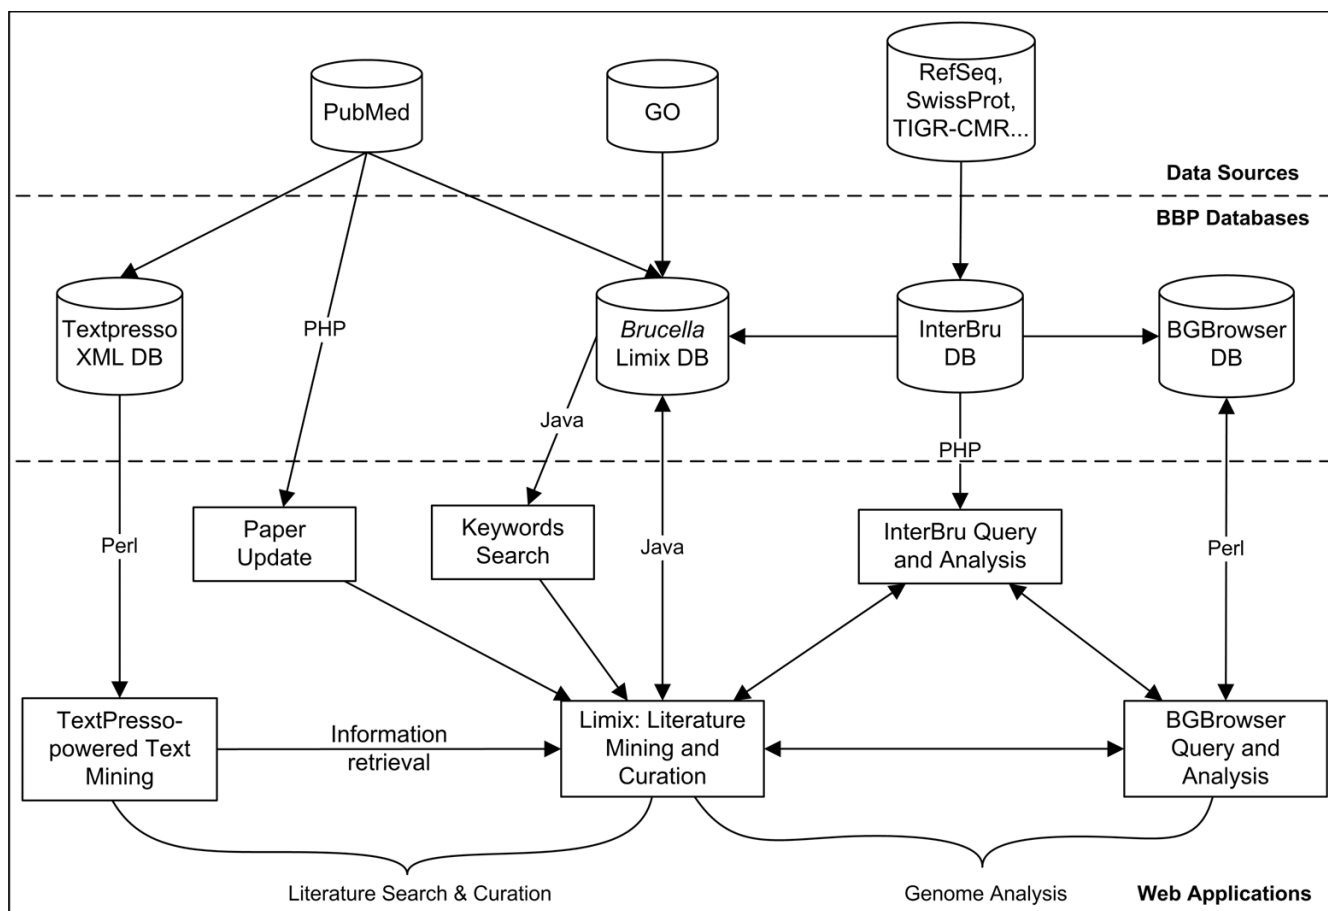 PubMed
GO
RefSeq,
SwissProt,
TIGR-CMR...
Data Sources
BBP Databases
Textpresso
XML DB
PHP
Brucella
Limix DB
InterBru
DB
BGBrowser
DB
Java
PHP
Paper
Update
Keywords
Search
InterBru Query
and Analysis
Perl
Java
Perl
TextPresso-
powered Text
Mining
Information
retrieval
Limix: Literature
Mining and
Curation
BGBrowser
Query and
Analysis
Literature Search & Curation
Genome Analysis
Web Applications